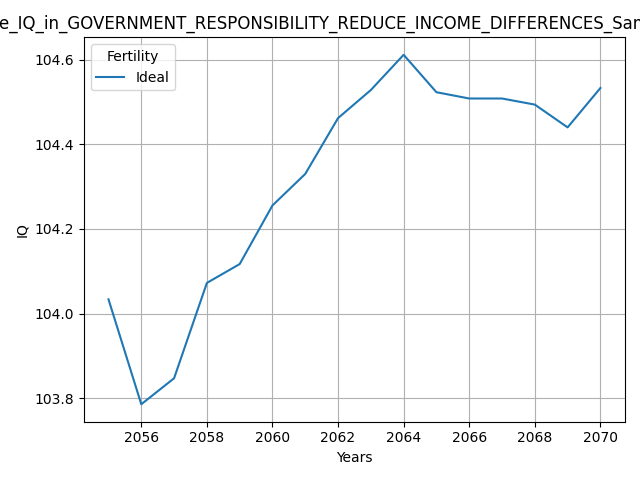 e_IQ_in_GOVERNMENT_RESPONSIBILITY_REDUCE_INCOME_DIFFERENCES_Sam
Fertility
Ideal
104.6
104.4
104.2
104.0
103.8
IQ
2056 2058 2060 2062 2064 2066 2068 2070
Years